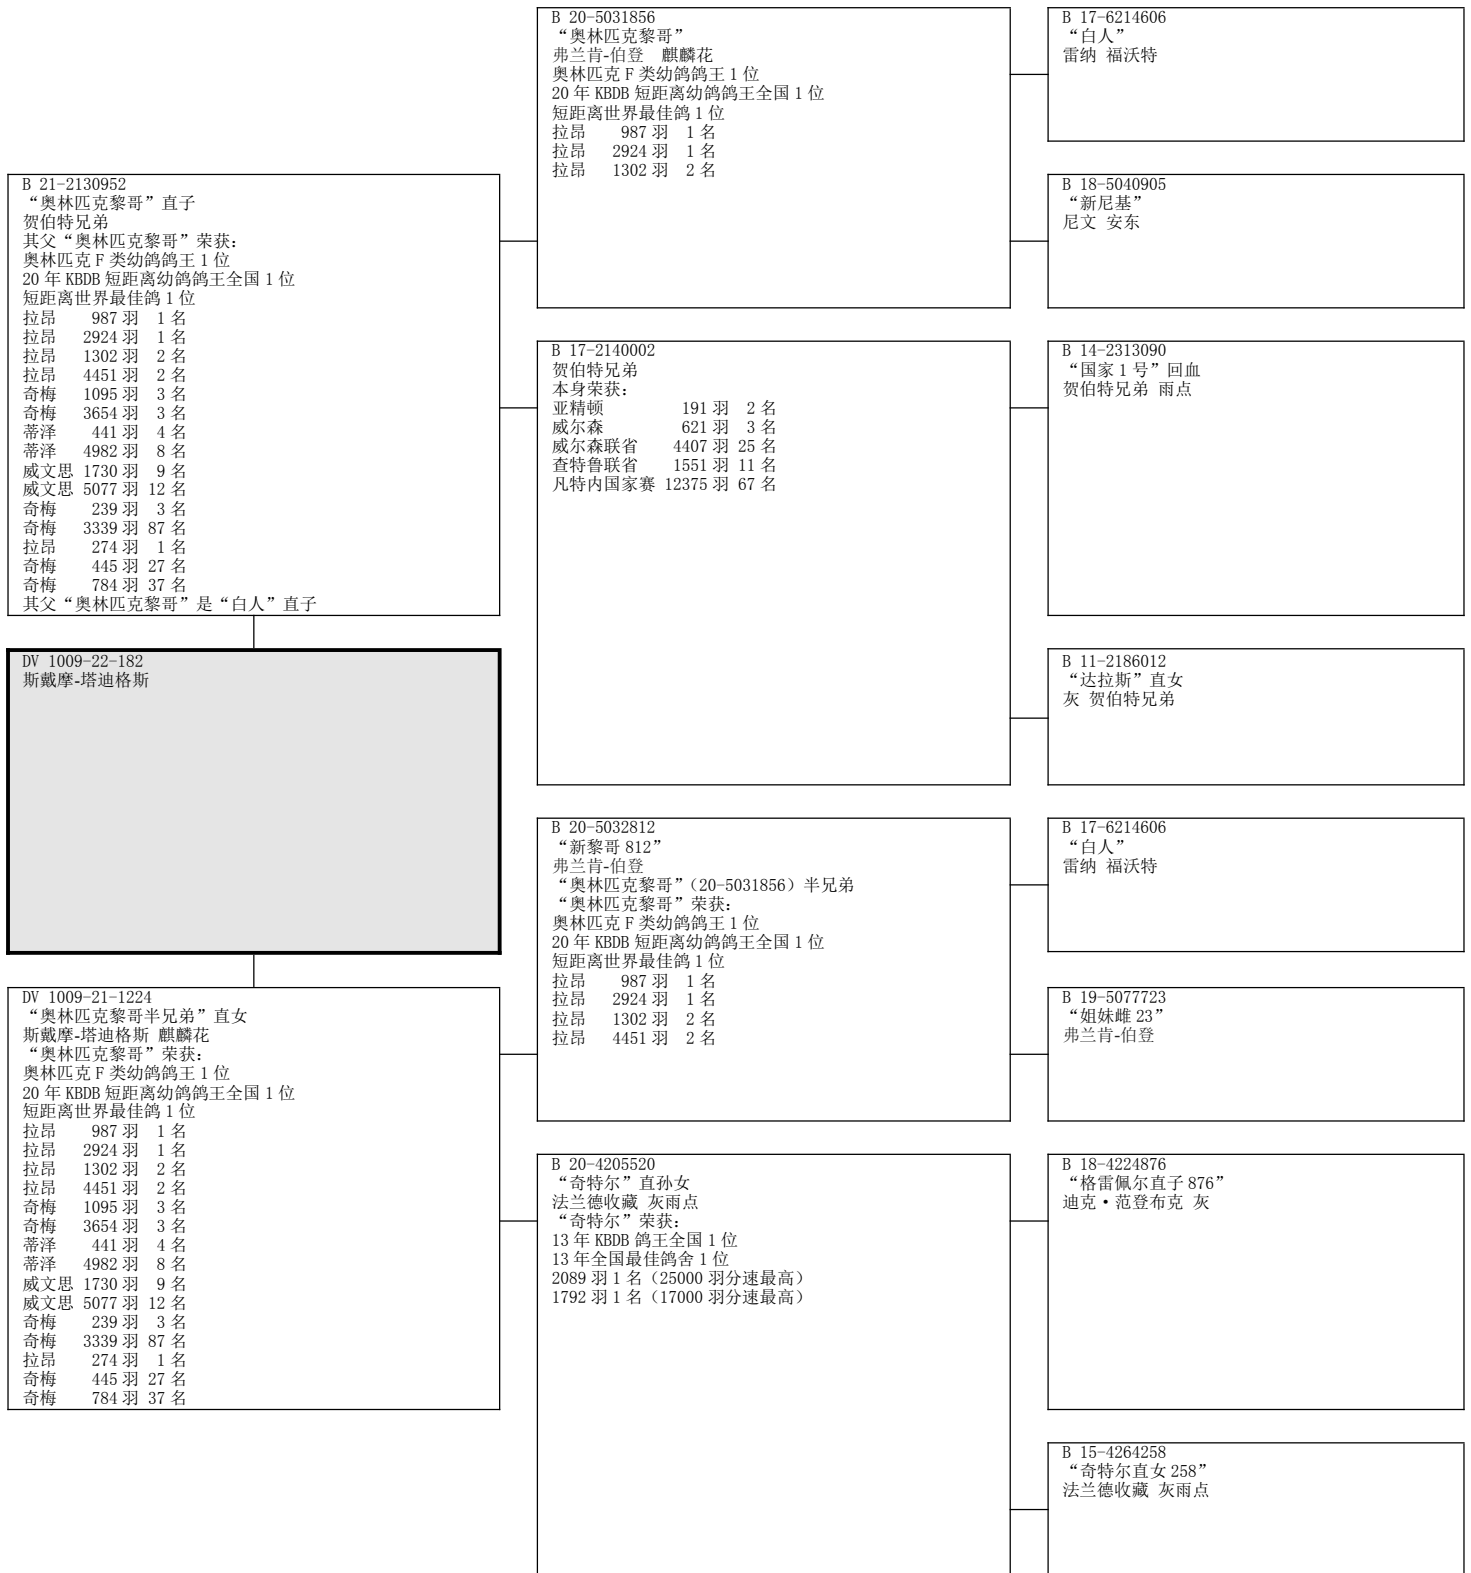 B 21-2130952
“奥林匹克黎哥”直子
贺伯特兄弟
其父“奥林匹克黎哥”荣获：
奥林匹克 F 类幼鸽鸽王 1 位
20 年 KBDB 短距离幼鸽鸽王全国 1 位
短距离世界最佳鸽 1 位
拉昂 987 羽 1 名
拉昂 2924 羽 1 名
拉昂 1302 羽 2 名
拉昂 4451 羽 2 名
奇梅 1095 羽 3 名
奇梅 3654 羽 3 名
蒂泽 441 羽 4 名
蒂泽 4982 羽 8 名
威文思 1730 羽 9 名
威文思 5077 羽 12 名
奇梅 239 羽 3 名
奇梅 3339 羽 87 名
拉昂 274 羽 1 名
奇梅 445 羽 27 名
奇梅 784 羽 37 名
其父“奥林匹克黎哥”是“白人”直子
DV 1009-22-182
斯戴摩-塔迪格斯
DV 1009-21-1224
“奥林匹克黎哥半兄弟”直女
斯戴摩-塔迪格斯 麒麟花
“奥林匹克黎哥”荣获：
奥林匹克 F 类幼鸽鸽王 1 位
20 年 KBDB 短距离幼鸽鸽王全国 1 位
短距离世界最佳鸽 1 位
拉昂 987 羽 1 名
拉昂 2924 羽 1 名
拉昂 1302 羽 2 名
拉昂 4451 羽 2 名
奇梅 1095 羽 3 名
奇梅 3654 羽 3 名
蒂泽 441 羽 4 名
蒂泽 4982 羽 8 名
威文思 1730 羽 9 名
威文思 5077 羽 12 名
奇梅 239 羽 3 名
奇梅 3339 羽 87 名
拉昂 274 羽 1 名
奇梅 445 羽 27 名
奇梅 784 羽 37 名
B 20-5031856
“奥林匹克黎哥”
弗兰肯-伯登 麒麟花
奥林匹克 F 类幼鸽鸽王 1 位
20 年 KBDB 短距离幼鸽鸽王全国 1 位
短距离世界最佳鸽 1 位
拉昂 987 羽 1 名
拉昂 2924 羽 1 名
拉昂 1302 羽 2 名
B 17-2140002
贺伯特兄弟
本身荣获：
亚精顿 191 羽 2 名
威尔森 621 羽 3 名
威尔森联省 4407 羽 25 名
查特鲁联省 1551 羽 11 名
凡特内国家赛 12375 羽 67 名
B 20-5032812
“新黎哥 812”
弗兰肯-伯登
“奥林匹克黎哥”（20-5031856）半兄弟
“奥林匹克黎哥”荣获：
奥林匹克 F 类幼鸽鸽王 1 位
20 年 KBDB 短距离幼鸽鸽王全国 1 位
短距离世界最佳鸽 1 位
拉昂 987 羽 1 名
拉昂 2924 羽 1 名
拉昂 1302 羽 2 名
拉昂 4451 羽 2 名
B 20-4205520
“奇特尔”直孙女
法兰德收藏 灰雨点
“奇特尔”荣获：
13 年 KBDB 鸽王全国 1 位
13 年全国最佳鸽舍 1 位
2089 羽 1 名（25000 羽分速最高）
1792 羽 1 名（17000 羽分速最高）
B 17-6214606
“白人”
雷纳 福沃特
B 18-5040905
“新尼基”
尼文 安东
B 14-2313090
“国家 1 号”回血
贺伯特兄弟 雨点
B 11-2186012
“达拉斯”直女
灰 贺伯特兄弟
B 17-6214606
“白人”
雷纳 福沃特
B 19-5077723
“姐妹雌 23”
弗兰肯-伯登
B 18-4224876
“格雷佩尔直子 876”
迪克·范登布克 灰
B 15-4264258
“奇特尔直女 258”
法兰德收藏 灰雨点